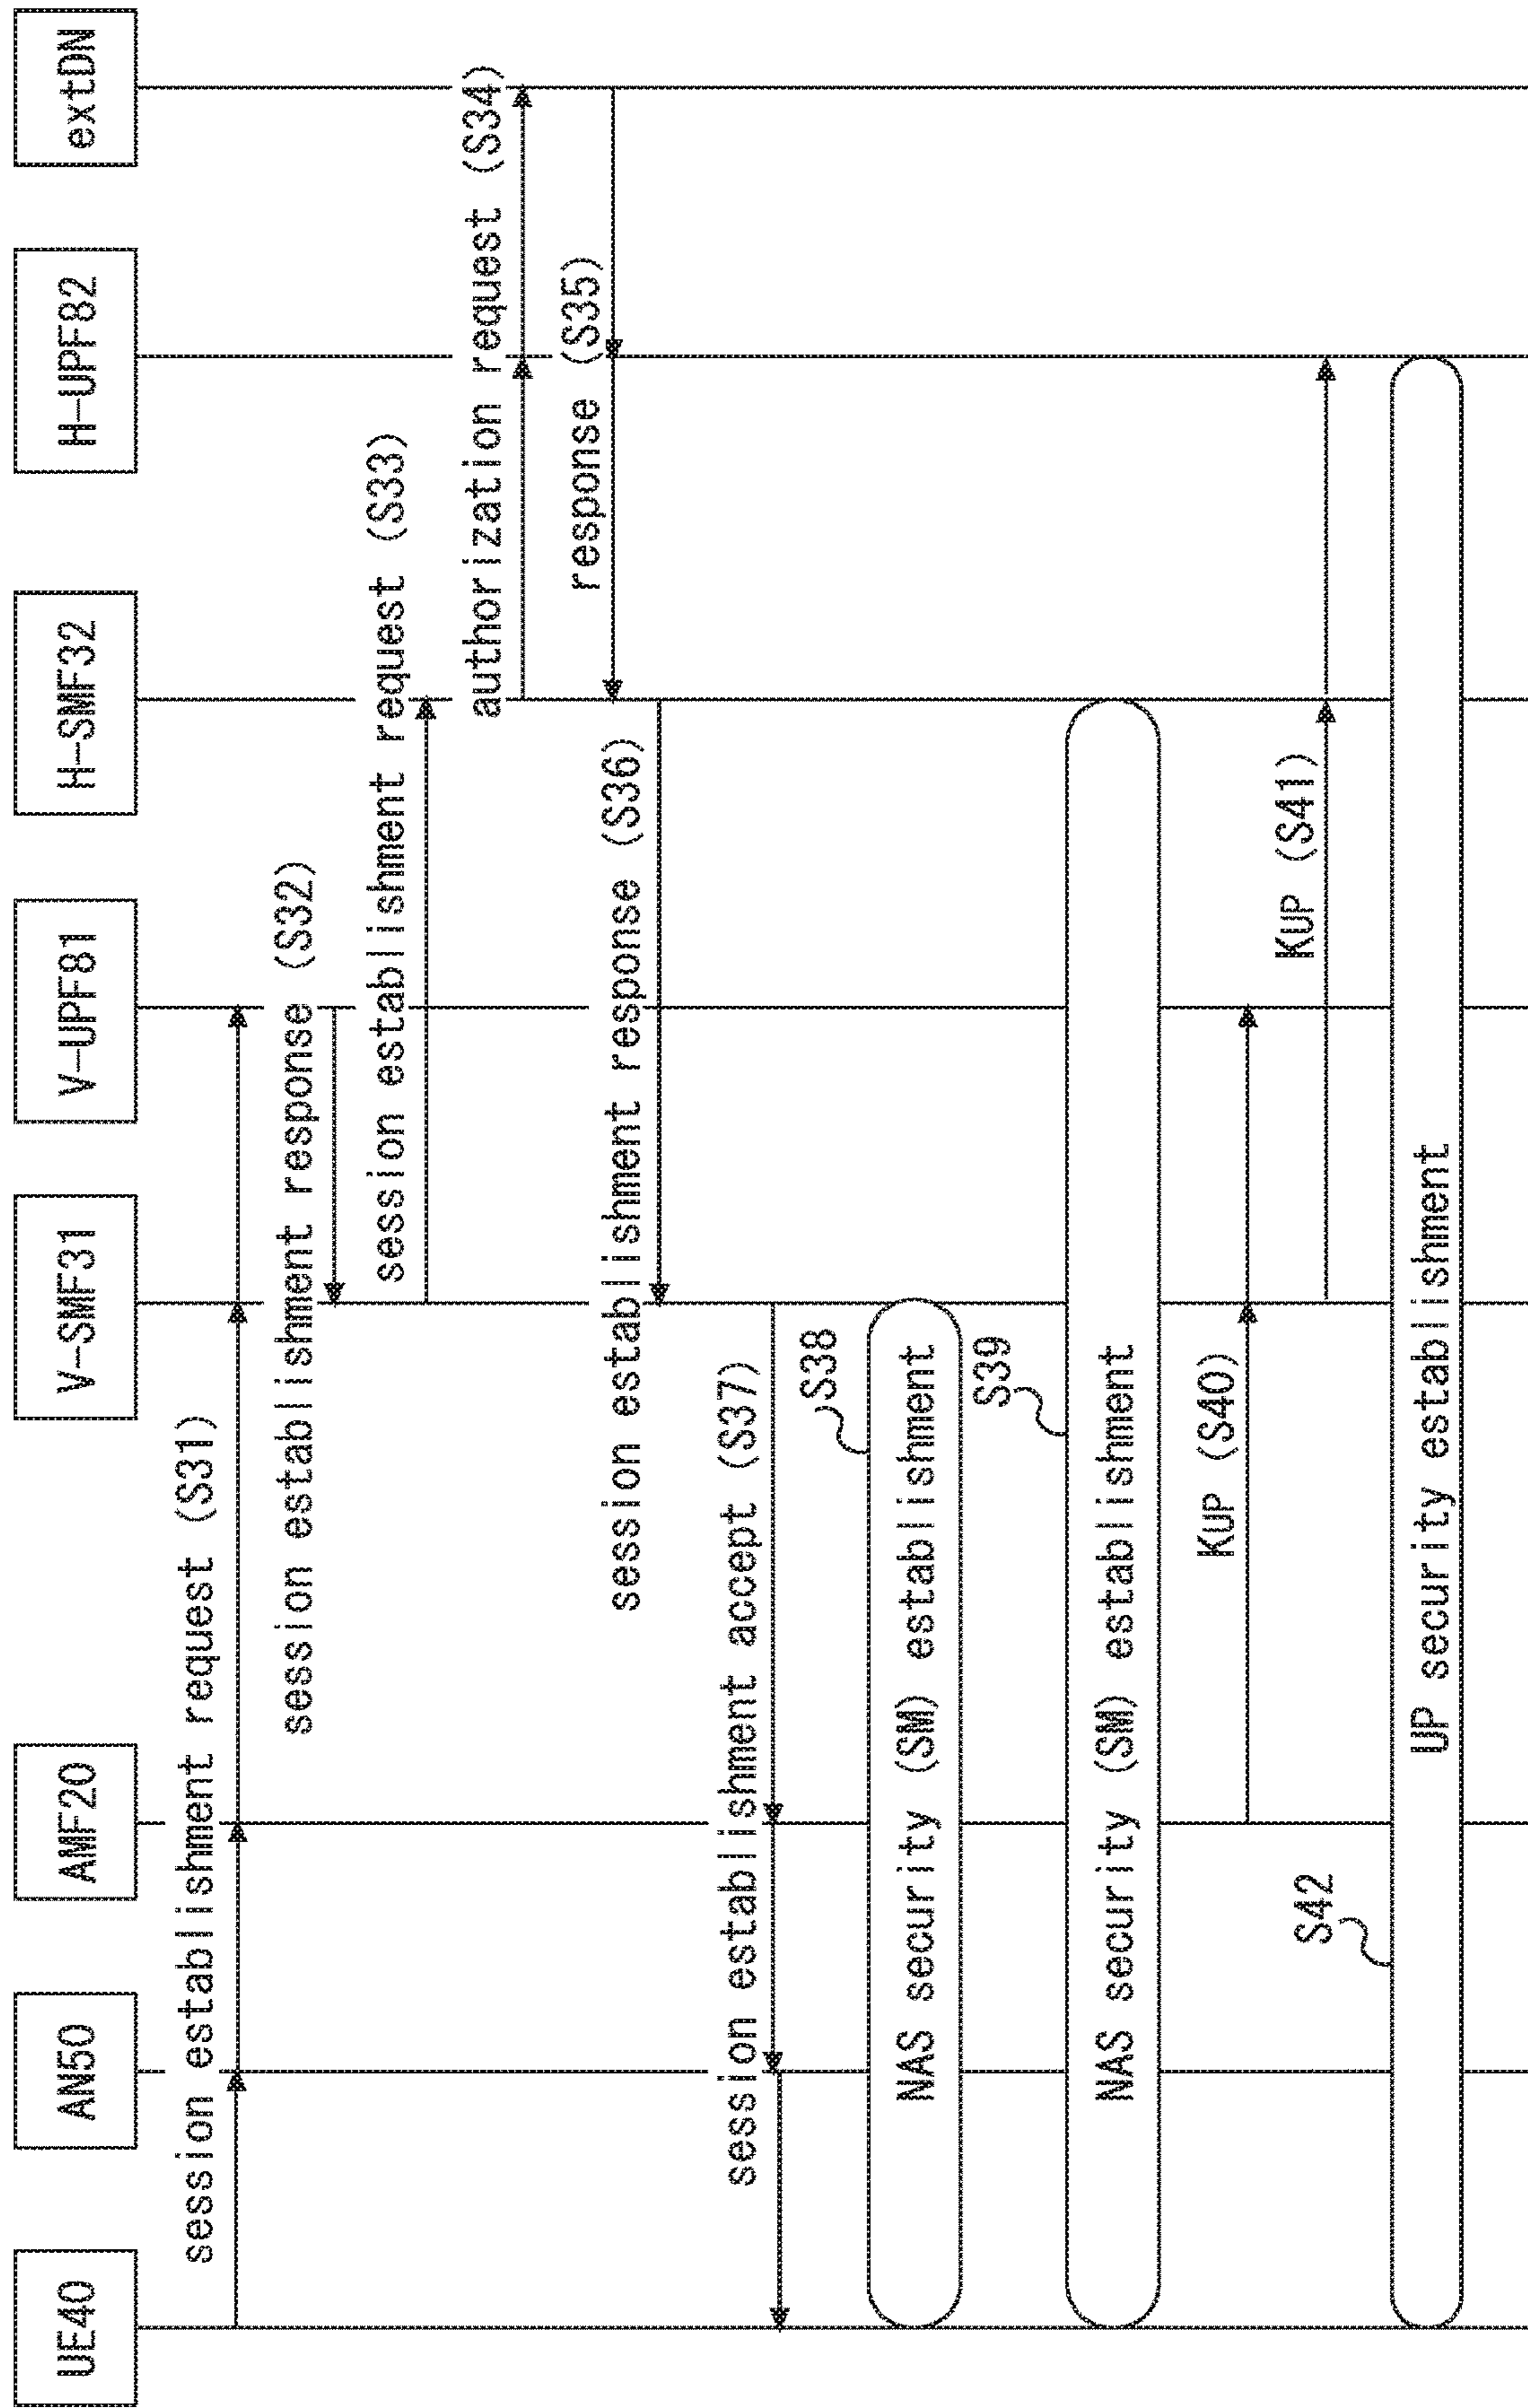 UE40
AN50
AMF20
V-SMF31
V-UPF81
H-SMF32
H-UPF82
extDN
session establishment request (S31)
session establishment response (S32)
session establishment request (S33)
authorization request (S34)
response (S35)
session establishment response (S36)
session establishment accept (S37)
S38
NAS security (SM) establishment
S39
NAS security (SM) establishment
KUP (S40)
KUP (S41)
S42
UP security establishment